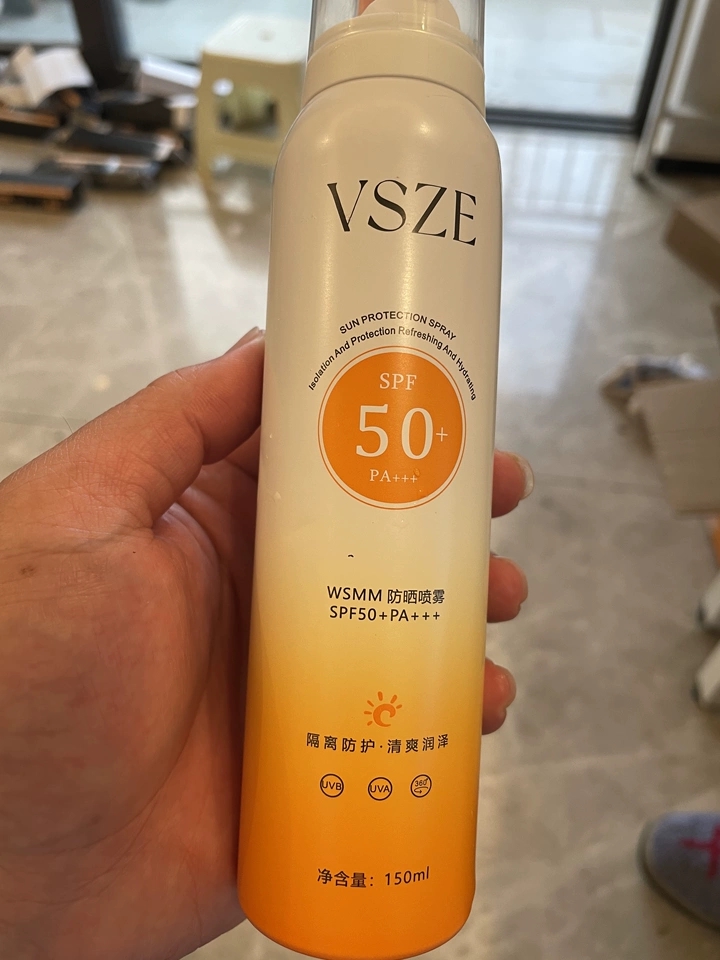 VSZE
SUN PROTECTION SPRAY
Isolation And Protection Refreshing And Hydrating
SPF
50+
PA+++
WSMM 防晒喷雾
SPF50+PA+++
隔离防护·清爽润泽
UVB UVA 360°
净含量：150ml